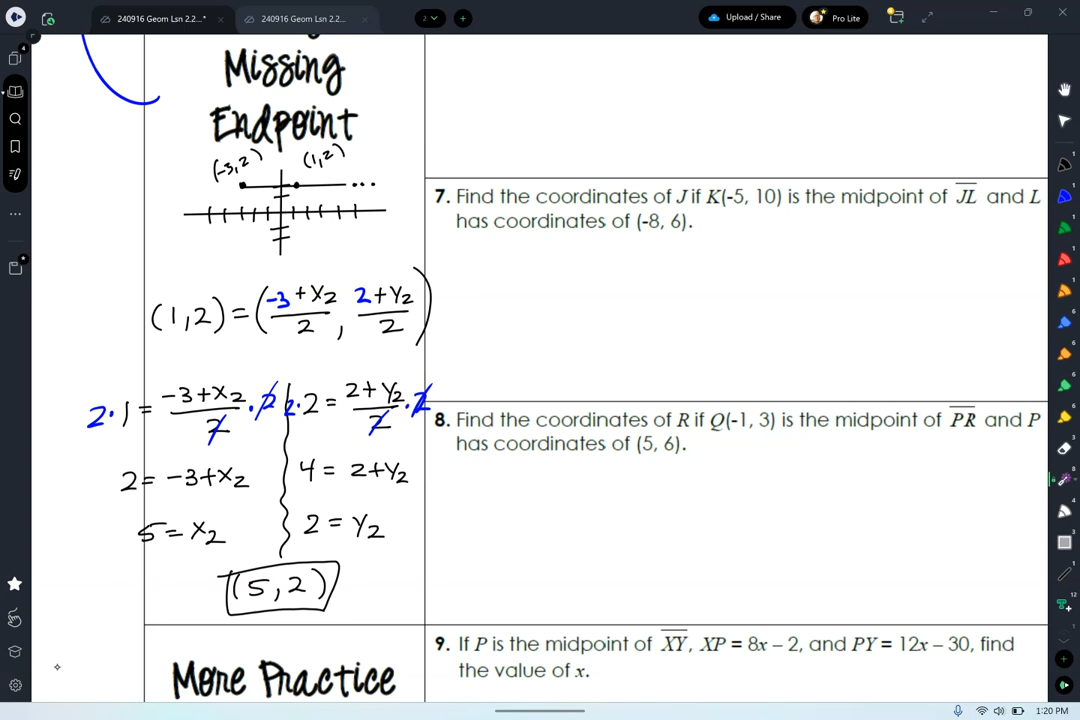 240916 Geom Lsn 2.2...*
240916 Geom Lsn 2.2...
2
Upload / Share
Pro Lite
Missing
Endpoint
(-3,2) (1,2)
(1,2) = (-3+x₂/2, 2+y₂/2)
2·1 = -3+x₂/2 ·2
2·2 = 2+y₂/2 ·2
2 = -3+x₂
4 = 2+y₂
5 = x₂
2 = y₂
(5,2)
More Practice
7. Find the coordinates of J if K(-5, 10) is the midpoint of JL and L
has coordinates of (-8, 6).
8. Find the coordinates of R if Q(-1, 3) is the midpoint of PR and P
has coordinates of (5, 6).
9. If P is the midpoint of XY, XP = 8x – 2, and PY = 12x – 30, find
the value of x.
1:20 PM